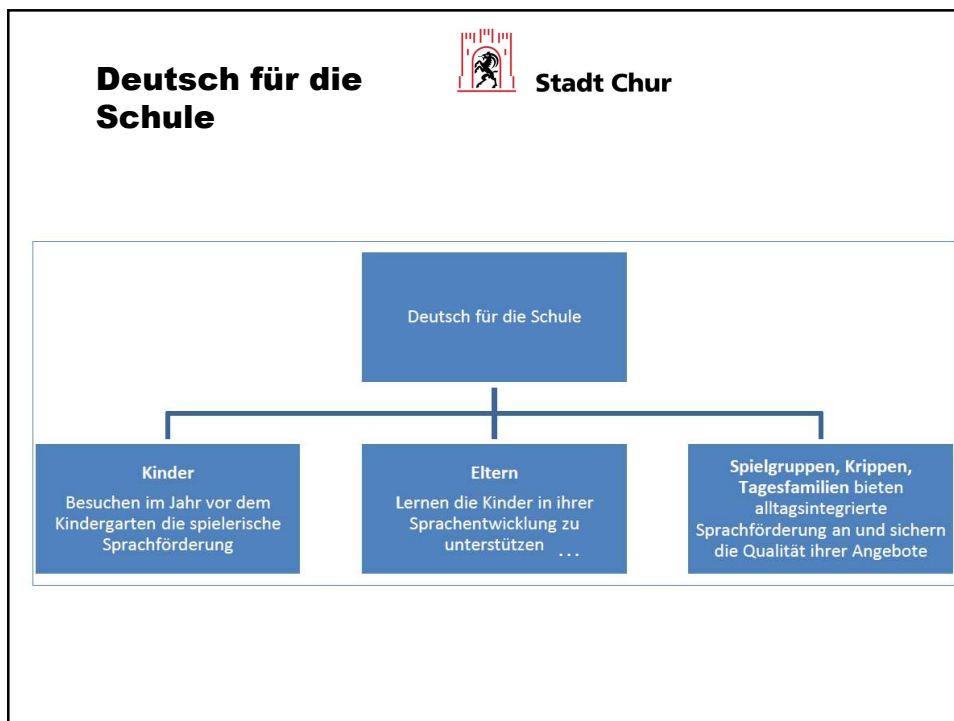 Deutsch für die
Schule
Stadt Chur
Deutsch für die Schule
Kinder
Besuchen im Jahr vor dem
Kindergarten die spielerische
Sprachförderung
Eltern
Lernen die Kinder in ihrer
Sprachentwicklung zu
unterstützen ...
Spielgruppen, Krippen,
Tagesfamilien bieten
alltagsintegrierte
Sprachförderung an und sichern
die Qualität ihrer Angebote